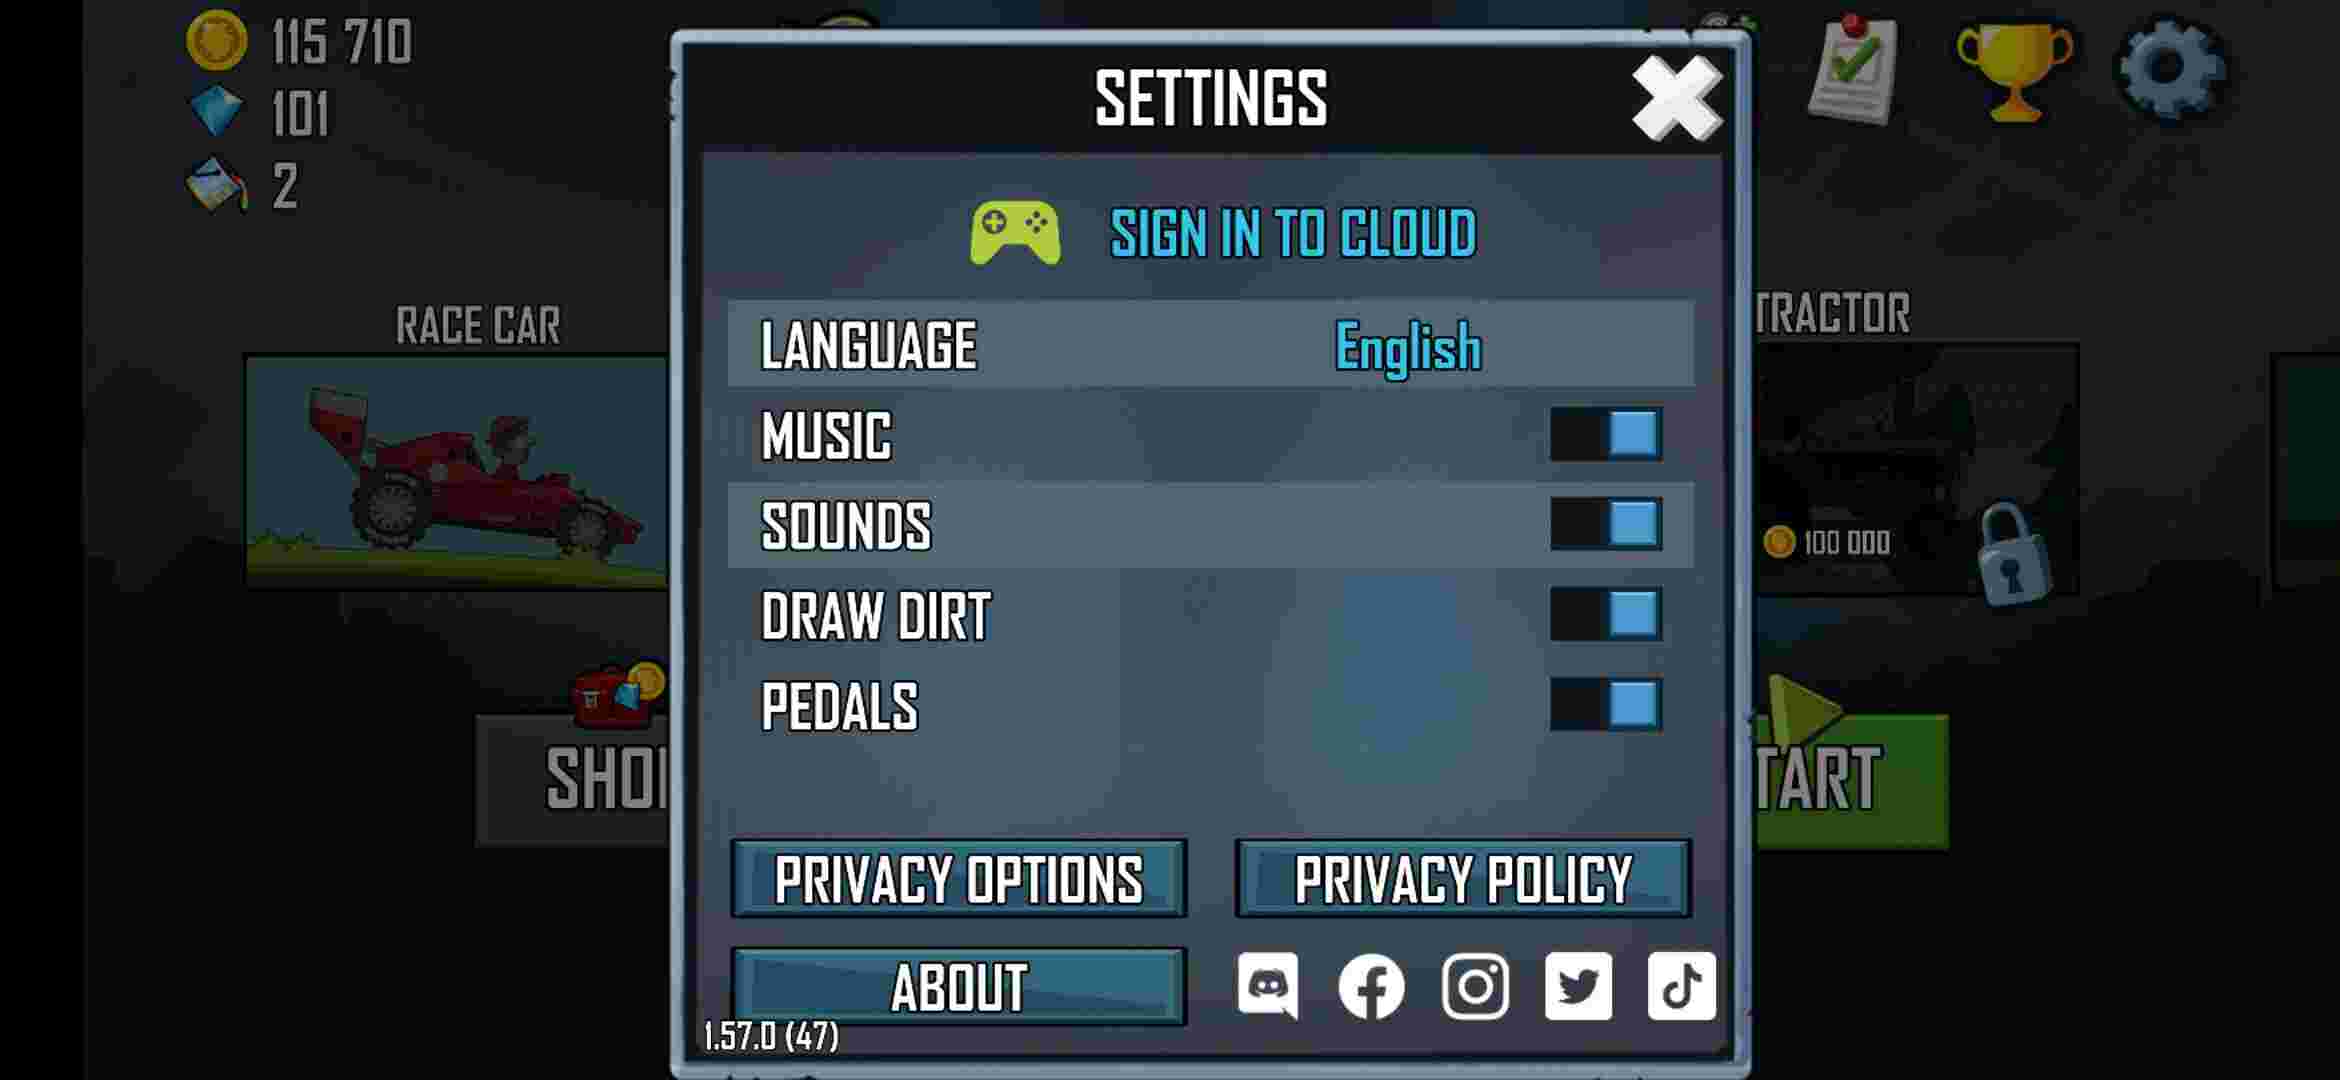 115 710
101
2
SETTINGS
SIGN IN TO CLOUD
RACE CAR
TRACTOR
LANGUAGE English
MUSIC
SOUNDS
100 000
DRAW DIRT
PEDALS
SHO
TART
PRIVACY OPTIONS PRIVACY POLICY
ABOUT
1.57.0 (47)